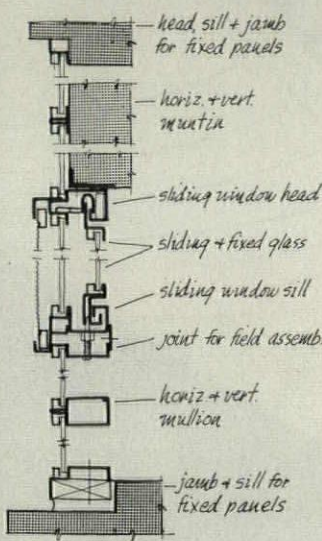 head, sill + jamb
for fixed panels
horiz. + vert.
muntin
sliding window head
sliding + fixed glass
sliding window sill
joint for field assemb
horiz + vert.
mullion
jamb + sill for
fixed panels